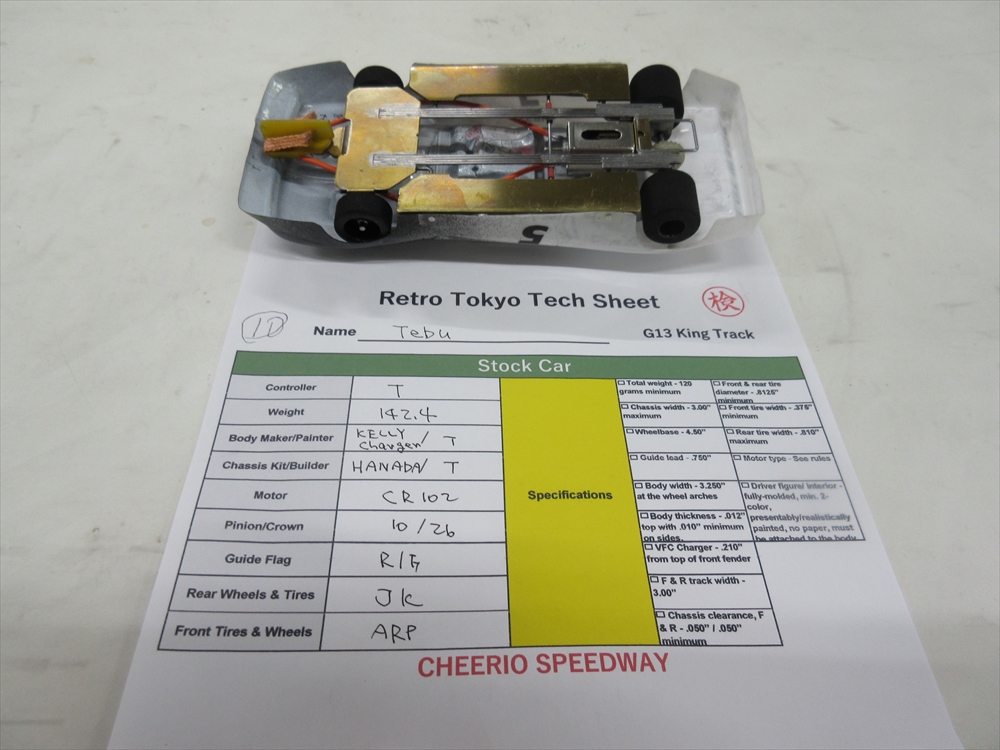 5
Retro Tokyo Tech Sheet
検
10
Name Tebu
G13 King Track
Stock Car
Controller T
Weight 142.4
Body Maker/Painter KELLY Charger/ T
Chassis Kit/Builder HANADA/ T
Motor CR102
Pinion/Crown 10/26
Guide Flag R/G
Rear Wheels & Tires JK
Front Tires & Wheels ARP
Specifications
Total weight - 120
grams minimum
Chassis width - 3.00"
maximum
Wheelbase - 4.50"
Guide lead - .750"
Body width - 3.250"
at the wheel arches
Body thickness - .012"
top with .010" minimum
on sides.
VFC Charger - .210"
from top of front fender
F & R track width -
3.00"
Chassis clearance, F
& R - .050" / .050"
minimum
Front & rear tire
diameter - .8125"
minimum
Front tire width - .375"
minimum
Rear tire width - .810"
maximum
Motor type - See rules
Driver figure/ interior -
fully-molded, min. 2-
color,
presentably/realistically
painted, no paper, must
be attached to the body
CHEERIO SPEEDWAY